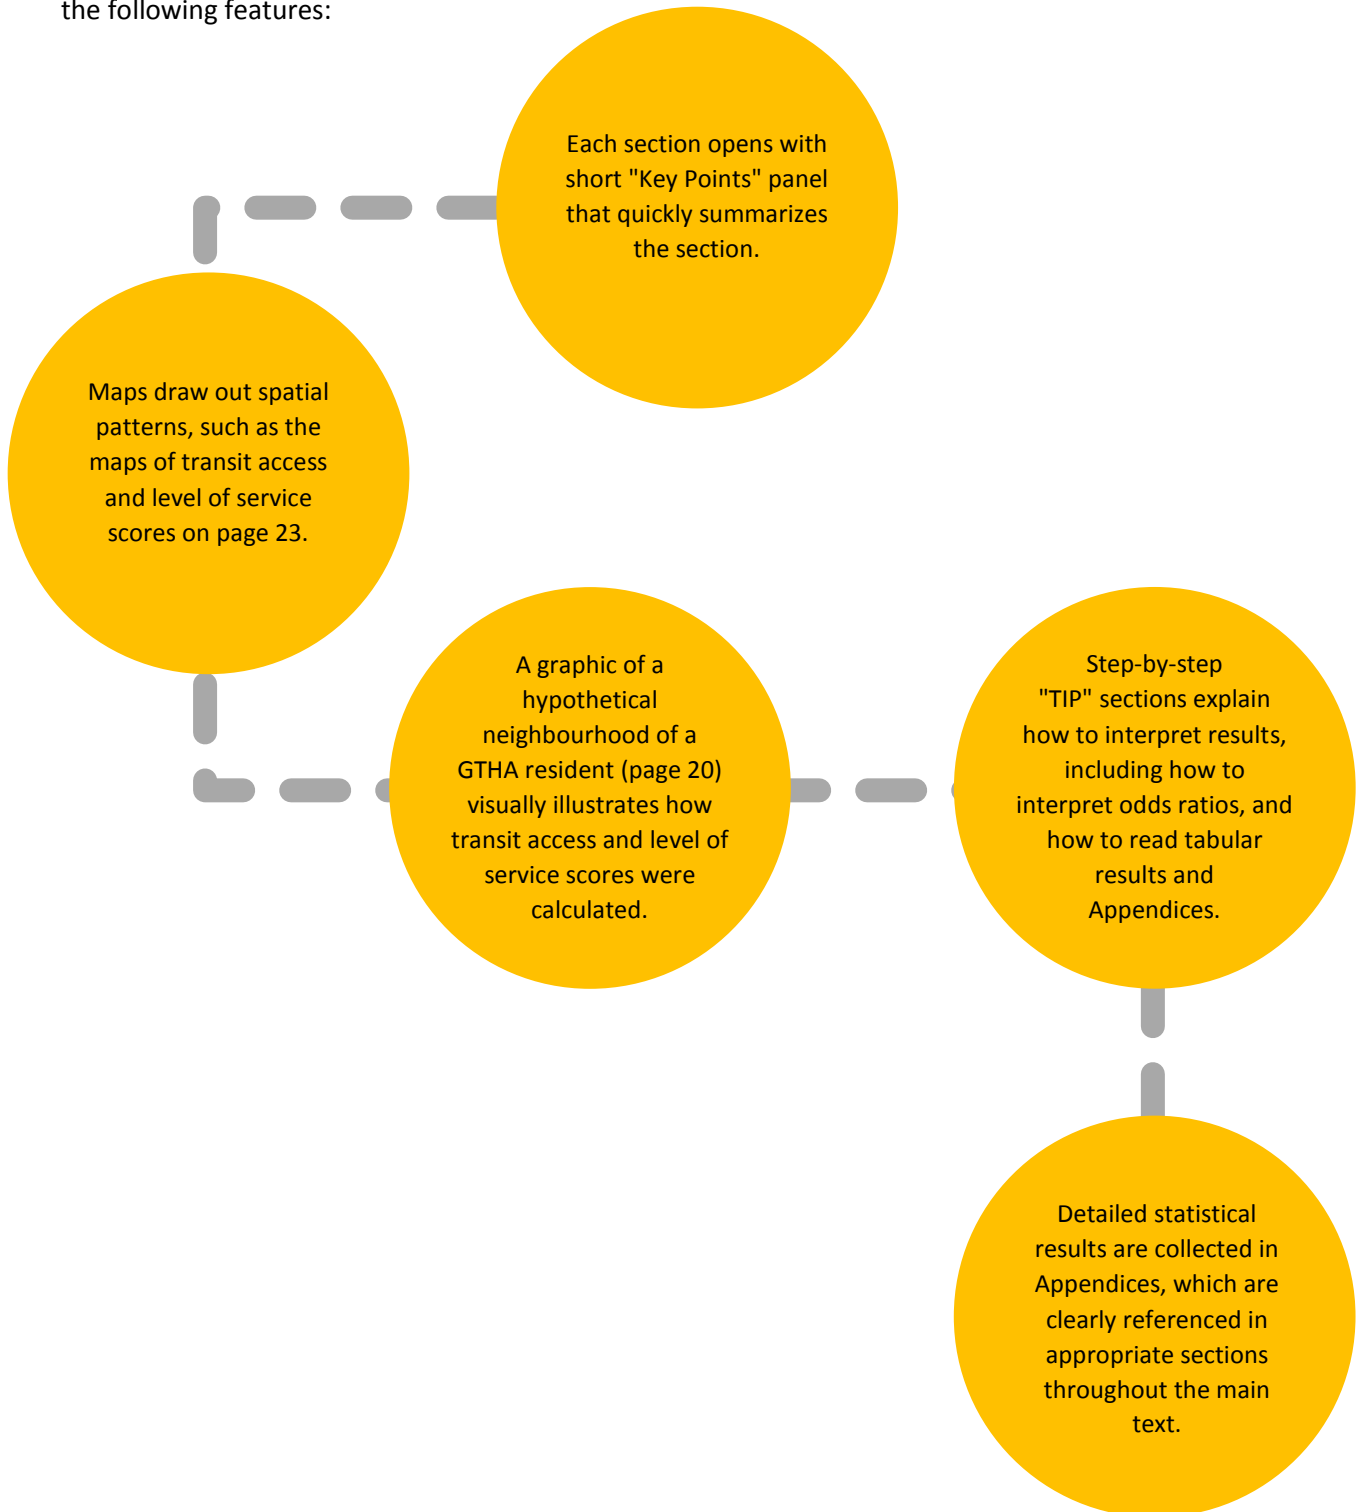 the following features:
Each section opens with
short "Key Points" panel
that quickly summarizes
the section.
Maps draw out spatial
patterns, such as the
maps of transit access
and level of service
scores on page 23.
A graphic of a
hypothetical
neighbourhood of a
GTHA resident (page 20)
visually illustrates how
transit access and level of
service scores were
calculated.
Step-by-step
"TIP" sections explain
how to interpret results,
including how to
interpret odds ratios, and
how to read tabular
results and
Appendices.
Detailed statistical
results are collected in
Appendices, which are
clearly referenced in
appropriate sections
throughout the main
text.